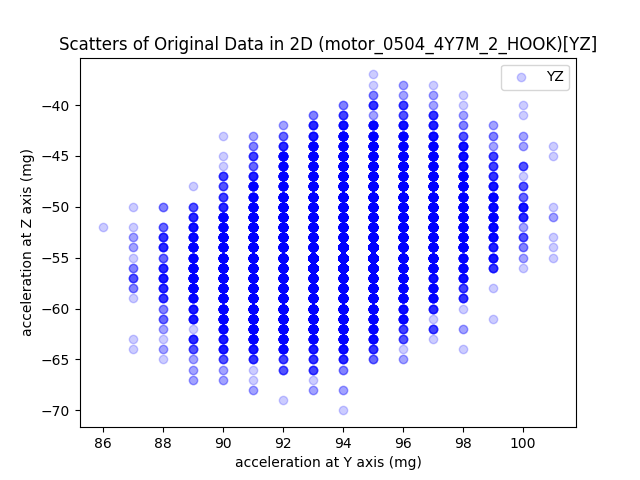 Scatters of Original Data in 2D (motor_0504_4Y7M_2_HOOK)[YZ]
YZ
acceleration at Z axis (mg)
−40
−45
−50
−55
−60
−65
−70
86 88 90 92 94 96 98 100
acceleration at Y axis (mg)